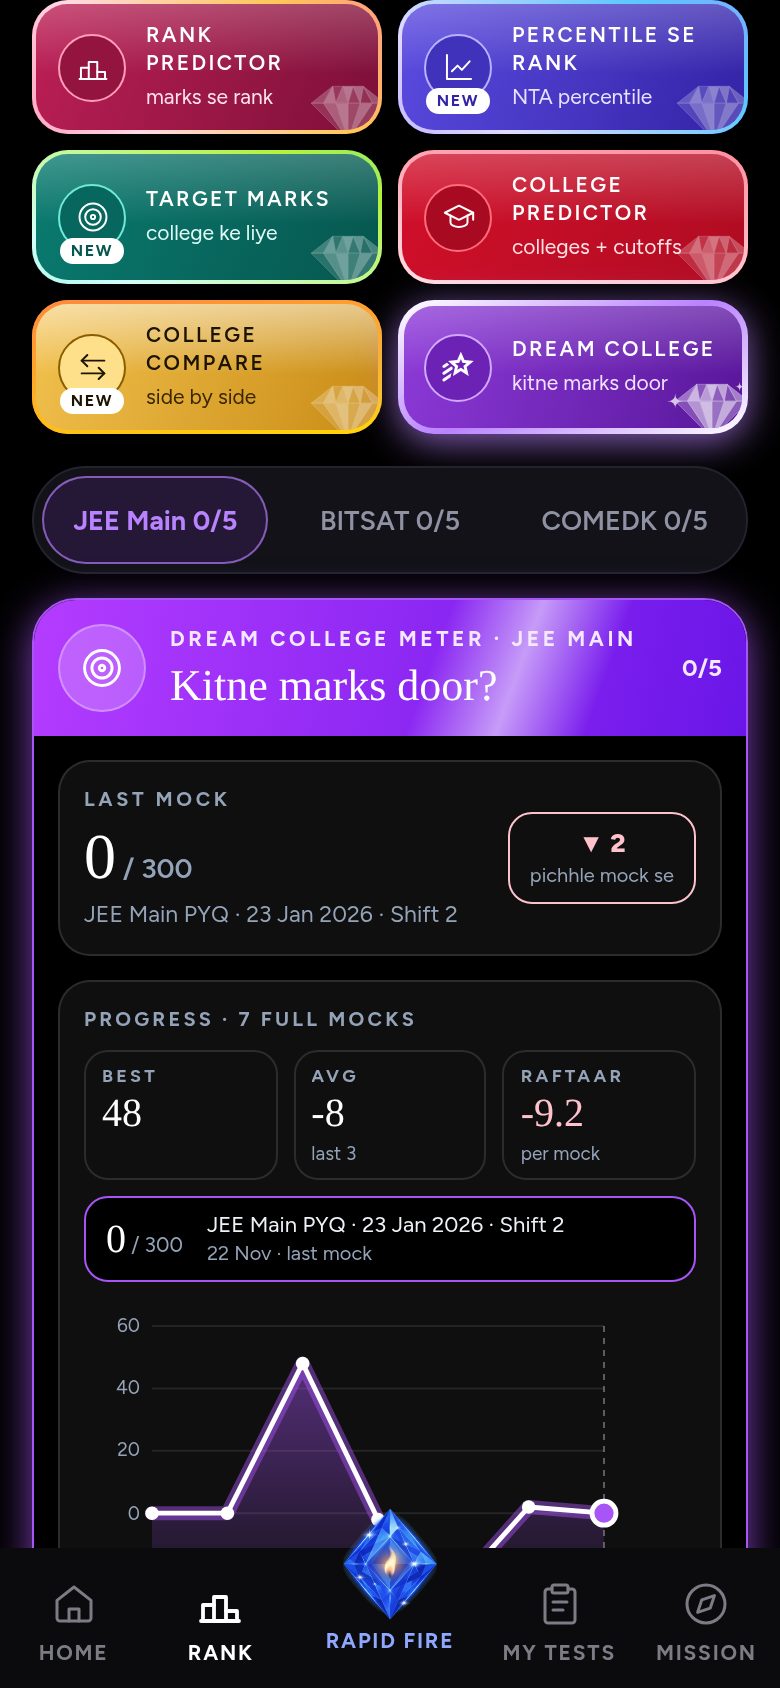 RANK
PREDICTOR
marks se rank
PERCENTILE SE
RANK
NEW
NTA percentile
TARGET MARKS
NEW
college ke live
COLLEGE
PREDICTOR
colleges + cutoffs
COLLEGE
COMPARE
NEW
side by side
DREAM COLLEGE
kitne marks door
JEE Main 0/5
BITSAT 0/5
COMEDK 0/5
DREAM COLLEGE METER · JEE MAIN
Kitne marks door?
0/5
LAST MOCK
0 / 300
JEE Main PYQ · 23 Jan 2026 · Shift 2
▼ 2
pichhle mock se
PROGRESS · 7 FULL MOCKS
BEST
48
AVG
-8
last 3
RAFTAAR
-9.2
per mock
0 / 300
JEE Main PYQ · 23 Jan 2026 · Shift 2
22 Nov · last mock
60
40
20
0
HOME
RANK
RAPID FIRE
MY TESTS
MISSION